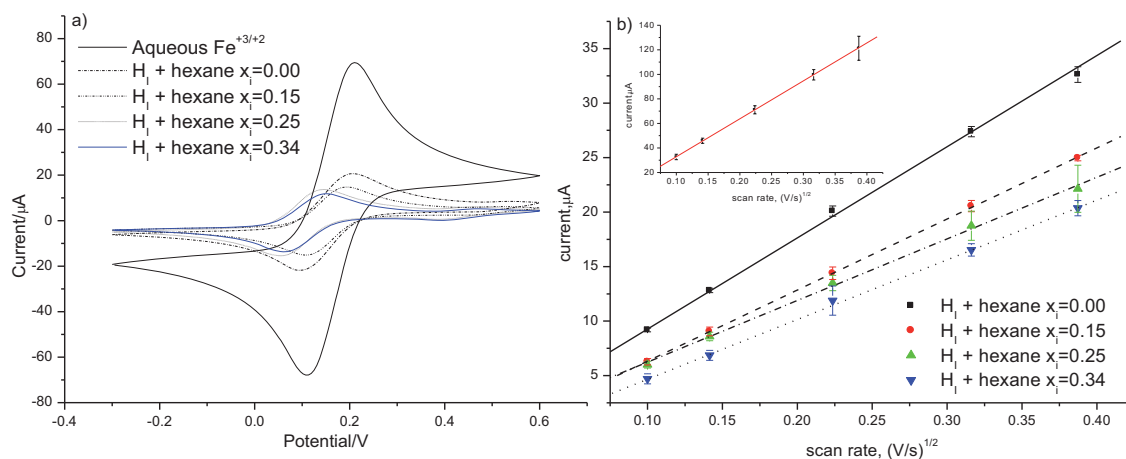 a)
Aqueous Fe+3/+2
HI + hexane xi=0.00
HI + hexane xi=0.15
HI + hexane xi=0.25
HI + hexane xi=0.34
80
60
40
20
0
-20
-40
-60
-80
Current/µA
-0.4
-0.2
0.0
0.2
0.4
0.6
Potential/V
b)
140
120
100
80
60
40
20
current,µA
0.10 0.15 0.20 0.25 0.30 0.35 0.40
scan rate, (V/s)1/2
35
30
25
20
15
10
5
current,µA
HI + hexane xi=0.00
HI + hexane xi=0.15
HI + hexane xi=0.25
HI + hexane xi=0.34
0.10 0.15 0.20 0.25 0.30 0.35 0.40
scan rate, (V/s)1/2